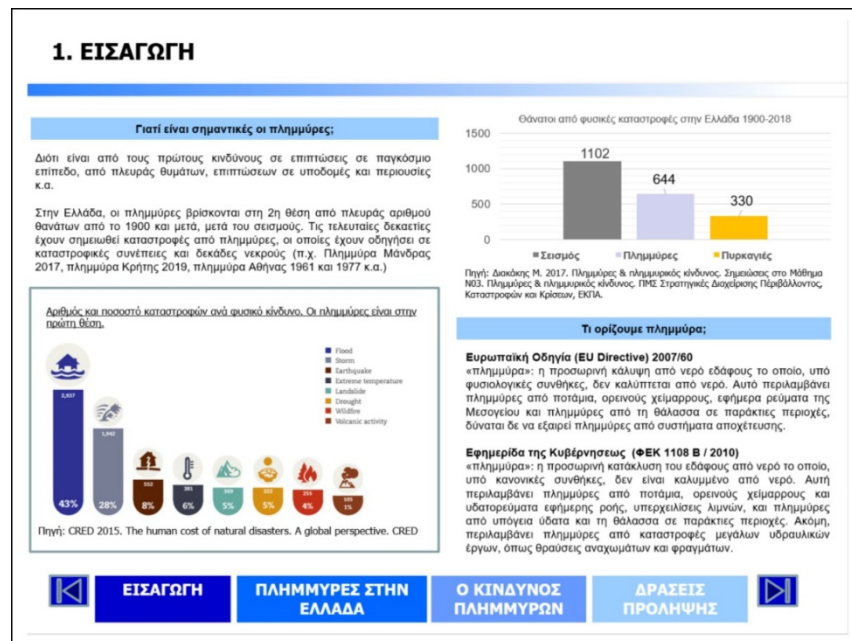 1. ΕΙΣΑΓΩΓΗ
Γιατί είναι σημαντικές οι πλημμύρες;
Διότι είναι από τους πρώτους κινδύνους σε επιπτώσεις σε παγκόσμιο
επίπεδο, από πλευράς θυμάτων, επιπτώσεων σε υποδομές και περιουσίες
κ.α.
Στην Ελλάδα, οι πλημμύρες βρίσκονται στη 2η θέση από πλευράς αριθμού
θανάτων από το 1900 και μετά, μετά του σεισμούς. Τις τελευταίες δεκαετίες
έχουν σημειωθεί καταστροφές από πλημμύρες, οι οποίες έχουν οδηγήσει σε
καταστροφικές συνέπειες και δεκάδες νεκρούς (π.χ. Πλημμύρα Μάνδρας
2017, πλημμύρα Κρήτης 2019, πλημμύρα Αθήνας 1961 και 1977 κ.α.)
Αριθμός και ποσοστό καταστροφών ανά φυσικό κίνδυνο. Οι πλημμύρες είναι στην
πρώτη θέση.
Flood
Storm
Earthquake
Extreme temperature
Landslide
Drought
Wildfire
Volcanic activity
43%
28%
8%
6%
5%
5%
4%
Πηγή: CRED 2015. The human cost of natural disasters. A global perspective. CRED
Θάνατοι από φυσικές καταστροφές στην Ελλάδα 1900-2018
1500
1000
500
0
1102
644
330
Σεισμός Πλημμύρες Πυρκαγιές
Πηγή: Διακάκης Μ. 2017. Πλημμύρες & πλημμυρικός κίνδυνος. Σημειώσεις στο Μάθημα
Ν03. Πλημμύρες & πλημμυρικός κίνδυνος. ΠΜΣ Στρατηγικές Διαχείρισης Περιβάλλοντος,
Καταστροφών και Κρίσεων, ΕΚΠΑ.
Τι ορίζουμε πλημμύρα;
Ευρωπαϊκή Οδηγία (EU Directive) 2007/60
«πλημμύρα»: η προσωρινή κάλυψη από νερό εδάφους το οποίο, υπό
φυσιολογικές συνθήκες, δεν καλύπτεται από νερό. Αυτό περιλαμβάνει
πλημμύρες από ποτάμια, ορεινούς χείμαρρους, εφήμερα ρεύματα της
Μεσογείου και πλημμύρες από τη θάλασσα σε παράκτιες περιοχές,
δύναται δε να εξαιρεί πλημμύρες από συστήματα αποχέτευσης.
Εφημερίδα της Κυβέρνησεως (ΦΕΚ 1108 Β / 2010)
«πλημμύρα»: η προσωρινή κατάκλυση του εδάφους από νερό το οποίο,
υπό κανονικές συνθήκες, δεν είναι καλυμμένο από νερό. Αυτή
περιλαμβάνει πλημμύρες από ποτάμια, ορεινούς χείμαρρους και
υδατορεύματα εφήμερης ροής, υπερχειλίσεις λιμνών, και πλημμύρες
από υπόγεια ύδατα και τη θάλασσα σε παράκτιες περιοχές. Ακόμη,
περιλαμβάνει πλημμύρες από καταστροφές μεγάλων υδραυλικών
έργων, όπως θραύσεις αναχωμάτων και φραγμάτων.
ΕΙΣΑΓΩΓΗ
ΠΛΗΜΜΥΡΕΣ ΣΤΗΝ
ΕΛΛΑΔΑ
Ο ΚΙΝΔΥΝΟΣ
ΠΛΗΜΜΥΡΩΝ
ΔΡΑΣΕΙΣ
ΠΡΟΛΗΨΗΣ